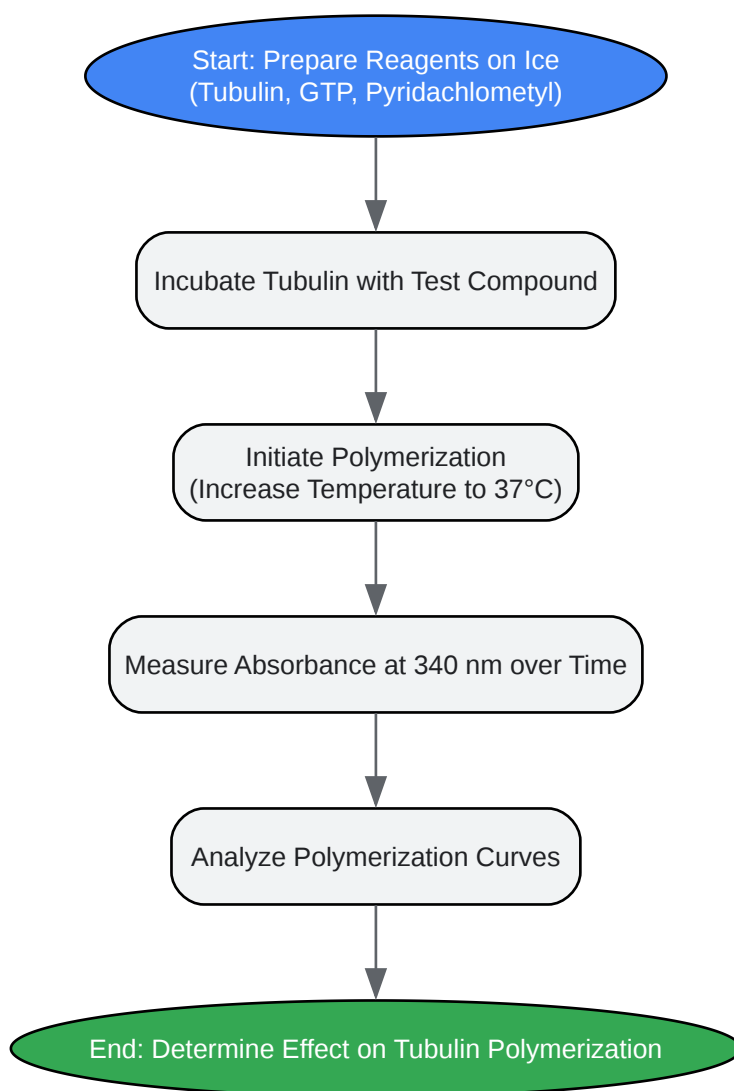 Start: Prepare Reagents on Ice
(Tubulin, GTP, Pyridachlometyl)
Incubate Tubulin with Test Compound
Initiate Polymerization
(Increase Temperature to 37°C)
Measure Absorbance at 340 nm over Time
Analyze Polymerization Curves
End: Determine Effect on Tubulin Polymerization